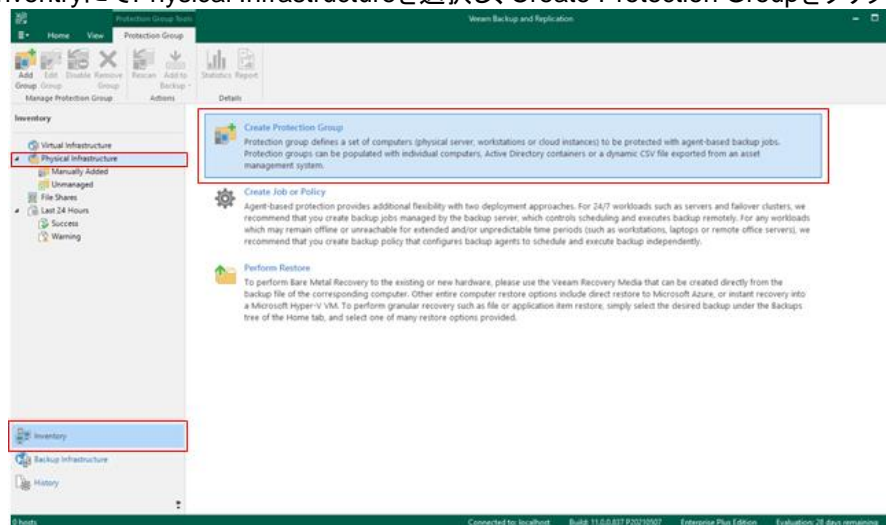 nventryにて、Physical Infrastructureを選択し、Create Protection Groupをクリッ
Protection Group Tools
Veeam Backup and Replication
Home View Protection Group
Add Group
Edit Group
Disable
Remove Group
Rescan
Add to Backup
Statistics
Report
Manage Protection Group
Actions
Details
Inventory
Virtual Infrastructure
Physical Infrastructure
Manually Added
Unmanaged
File Shares
Last 24 Hours
Success
Warning
Create Protection Group
Protection group defines a set of computers (physical server, workstations or cloud instances) to be protected with agent-based backup jobs.
Protection groups can be populated with individual computers, Active Directory containers or a dynamic CSV file exported from an asset
management system.
Create Job or Policy
Agent-based protection provides additional flexibility with two deployment approaches. For 24/7 workloads such as servers and failover clusters, we
recommend that you create backup jobs managed by the backup server, which controls scheduling and executes backup remotely. For any workloads
which may remain offline or unreachable for extended and/or unpredictable time periods (such as workstations, laptops or remote office servers), we
recommend that you create backup policy that configures backup agents to schedule and execute backup independently.
Perform Restore
To perform Bare Metal Recovery to the existing or new hardware, please use the Veeam Recovery Media that can be created directly from the
backup file of the corresponding computer. Other entire computer restore options include direct restore to Microsoft Azure, or instant recovery into
a Microsoft Hyper-V VM. To perform granular recovery such as file or application item restore, simply select the desired backup under the Backups
tree of the Home tab, and select one of many restore options provided.
Inventory
Backup Infrastructure
History
0 hosts
Connected to: localhost Build: 11.0.0.837 P20210507 Enterprise Plus Edition Evaluation: 28 days remaining